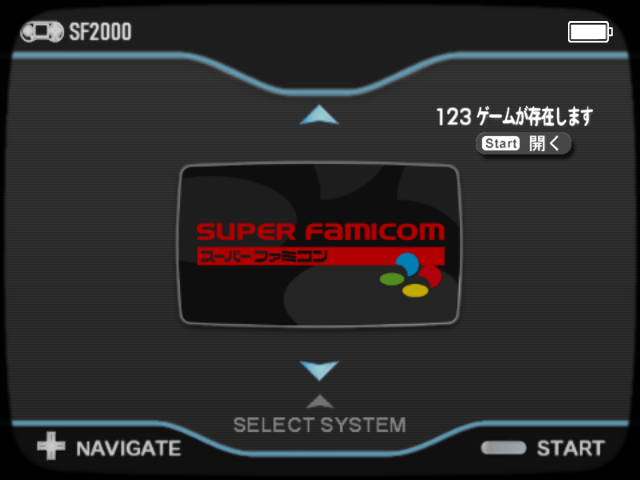 SF2000
123 ゲームが存在します
Start 開く
SUPER FAMICOM
スーパーファミコン
SELECT SYSTEM
NAVIGATE
START